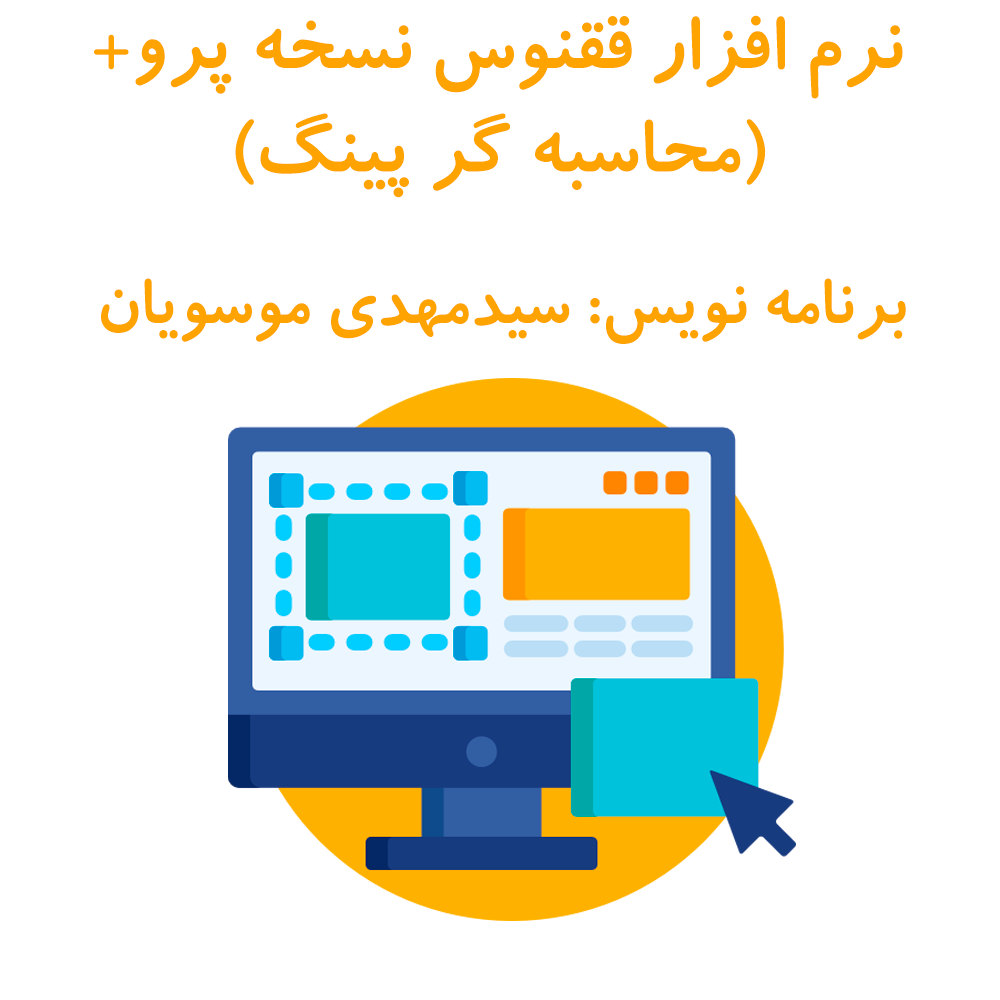 نرم افزار ققنوس نسخه پرو+
(محاسبه گر پینگ)
برنامه نویس: سیدمهدی موسویان